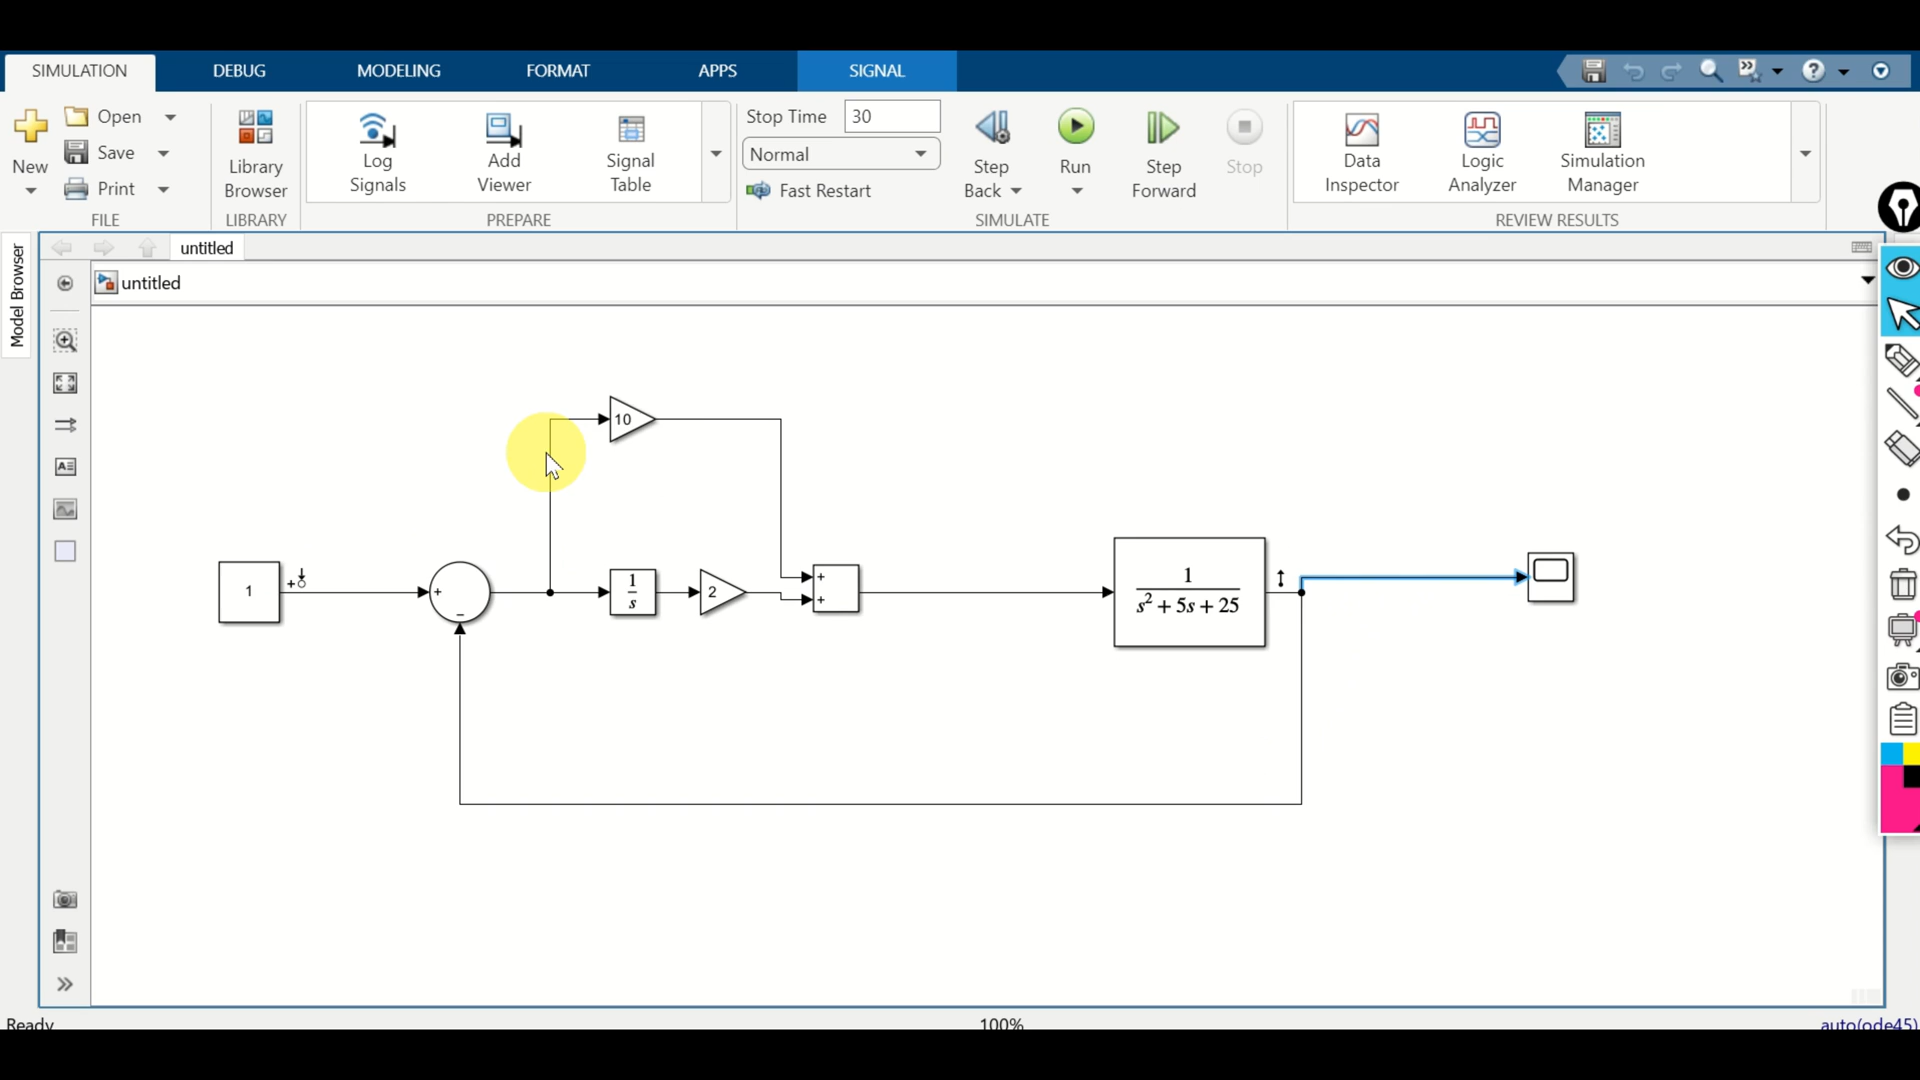 SIMULATION DEBUG MODELING FORMAT APPS SIGNAL
New
Open
Save
Print
FILE
Library
Browser
LIBRARY
Log
Signals
Add
Viewer
Signal
Table
PREPARE
Stop Time 30
Normal
Fast Restart
Step
Back
Run
Step
Forward
Stop
SIMULATE
Data
Inspector
Logic
Analyzer
Simulation
Manager
REVIEW RESULTS
Model Browser
untitled
untitled
10
1
+
−
1
s
2
+
+
1
s² + 5s + 25
Ready
100%
auto(ode45)